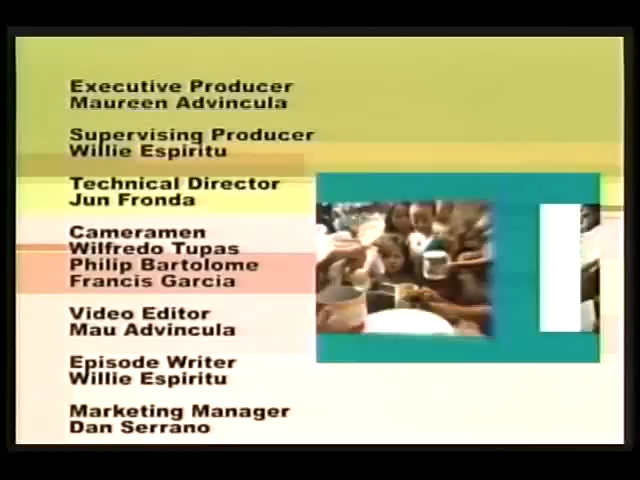 Executive Producer
Maureen Advincula
Supervising Producer
Willie Espiritu
Technical Director
Jun Fronda
Cameramen
Wilfredo Tupas
Philip Bartolome
Francis Garcia
Video Editor
Mau Advincula
Episode Writer
Willie Espiritu
Marketing Manager
Dan Serrano